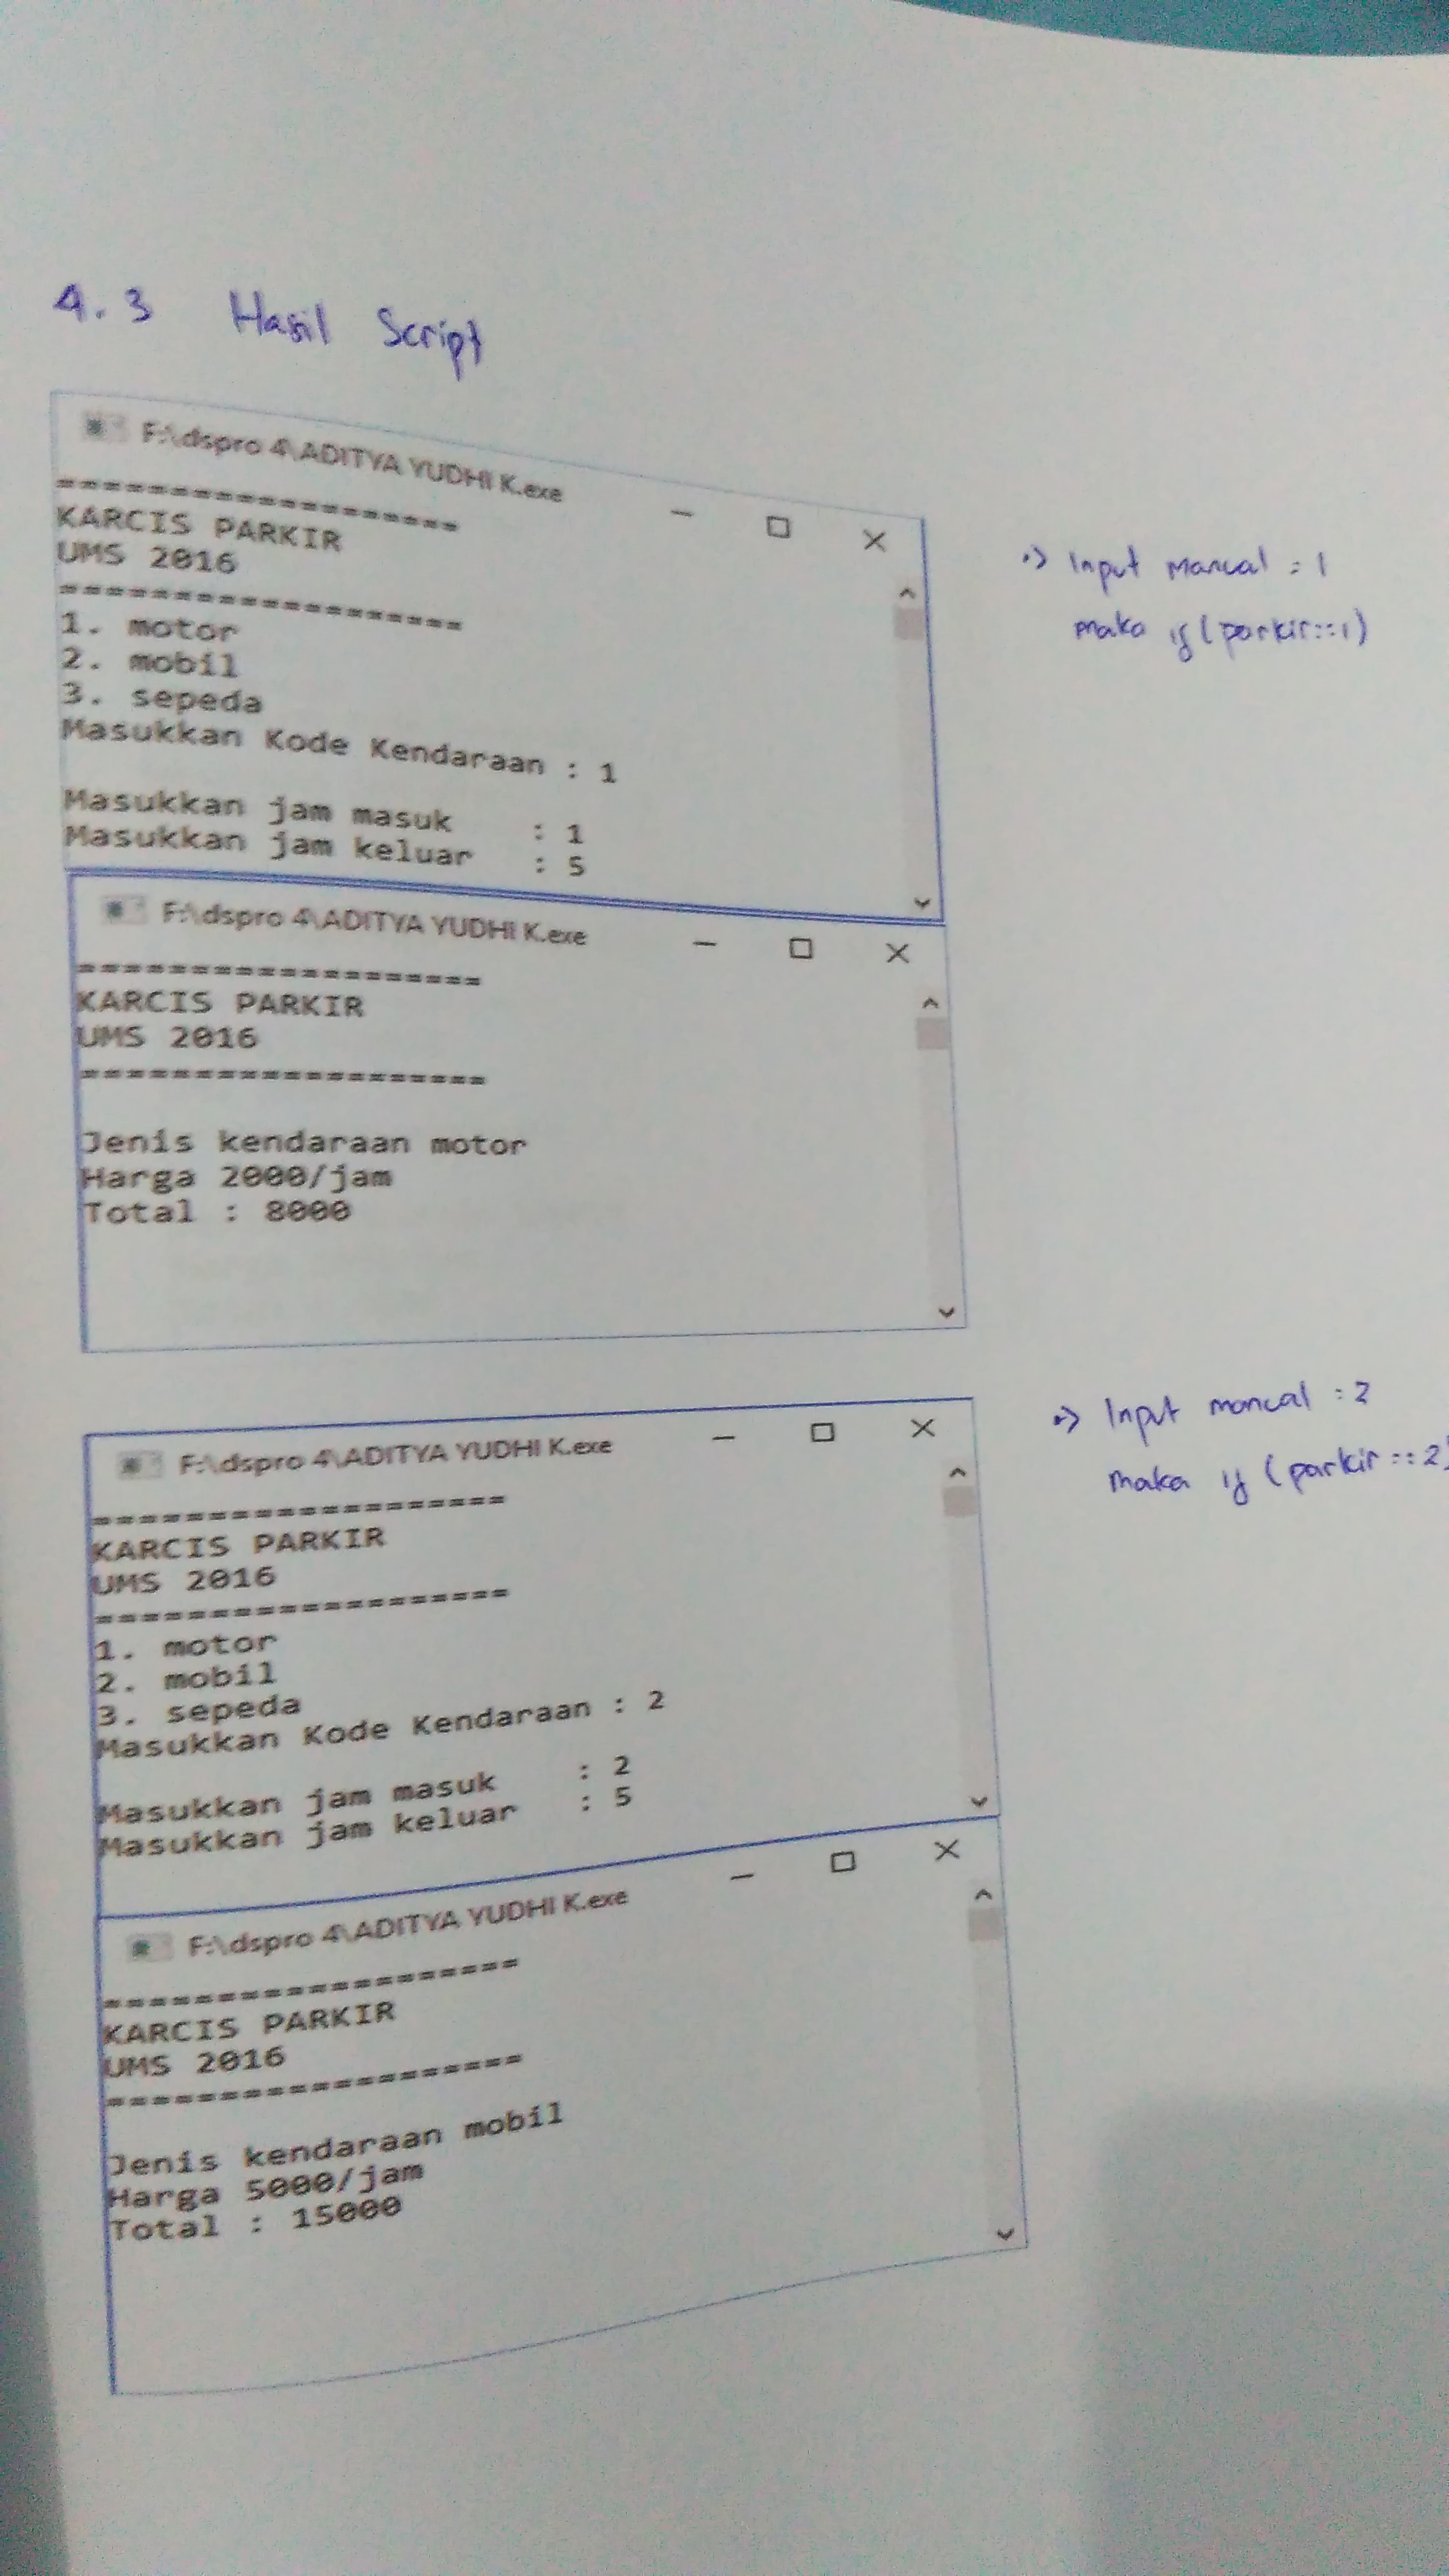 4.3 Hasil Script
F:\dspro 4\ADITYA YUDHI K.exe
===================
KARCIS PARKIR
UMS 2016
===================
1. motor
2. mobil
3. sepeda
Masukkan Kode Kendaraan : 1
Masukkan jam masuk : 1
Masukkan jam keluar : 5
-> Input manual = 1
maka if (parkir==1)
F:\dspro 4\ADITYA YUDHI K.exe
===================
KARCIS PARKIR
UMS 2016
===================
Jenis kendaraan motor
Harga 2000/jam
Total : 8000
F:\dspro 4\ADITYA YUDHI K.exe
===================
KARCIS PARKIR
UMS 2016
===================
1. motor
2. mobil
3. sepeda
Masukkan Kode Kendaraan : 2
Masukkan jam masuk : 2
Masukkan jam keluar : 5
-> Input manual : 2
maka if (parkir ==2)
F:\dspro 4\ADITYA YUDHI K.exe
===================
KARCIS PARKIR
UMS 2016
===================
Jenis kendaraan mobil
Harga 5000/jam
Total : 15000